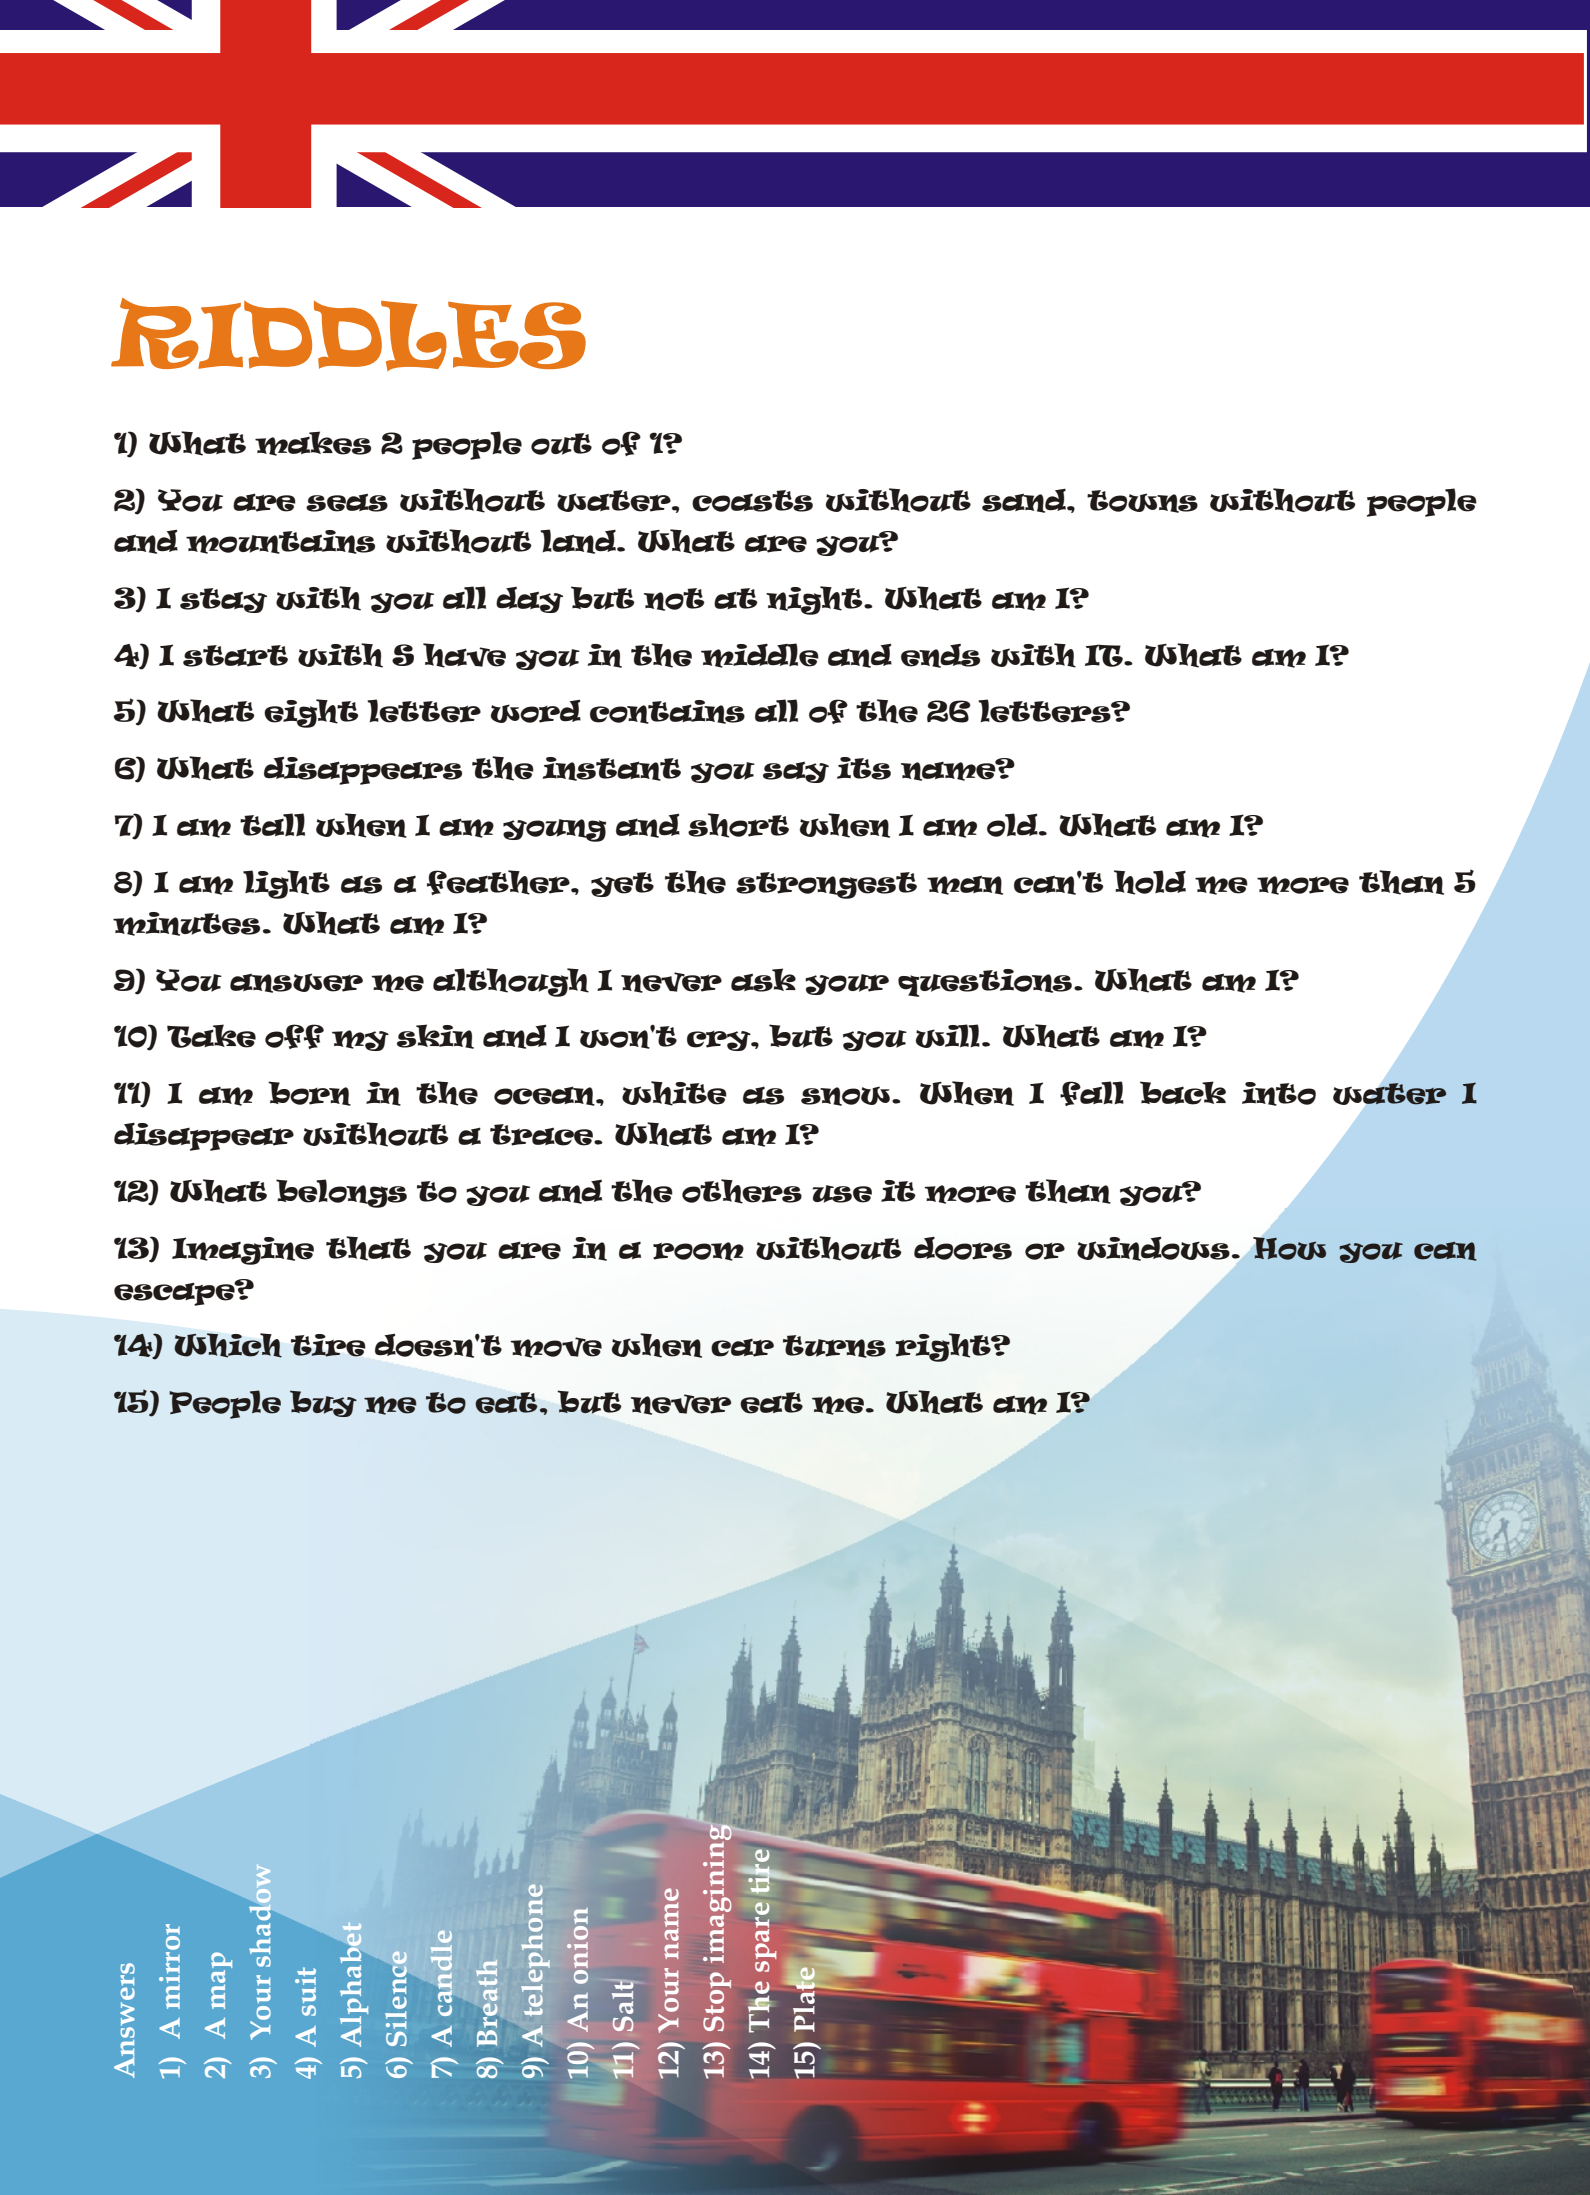 RIDDLES
1) What makes 2 people out of 1?
2) You are seas without water, coasts without sand, towns without people
and mountains without land. What are you?
3) I stay with you all day but not at night. What am I?
4) I start with S have you in the middle and ends with IT. What am I?
5) What eight letter word contains all of the 26 letters?
6) What disappears the instant you say its name?
7) I am tall when I am young and short when I am old. What am I?
8) I am light as a feather, yet the strongest man can't hold me more than 5
minutes. What am I?
9) You answer me although I never ask your questions. What am I?
10) Take off my skin and I won't cry, but you will. What am I?
11) I am born in the ocean, white as snow. When I fall back into water I
disappear without a trace. What am I?
12) What belongs to you and the others use it more than you?
13) Imagine that you are in a room without doors or windows. How you can
escape?
14) Which tire doesn't move when car turns right?
15) People buy me to eat, but never eat me. What am I?
Answers
1) A mirror
2) A map
3) Your shadow
4) A suit
5) Alphabet
6) Silence
7) A candle
8) Breath
9) A telephone
10) An onion
11) Salt
12) Your name
13) Stop imagining
14) The spare tire
15) Plate